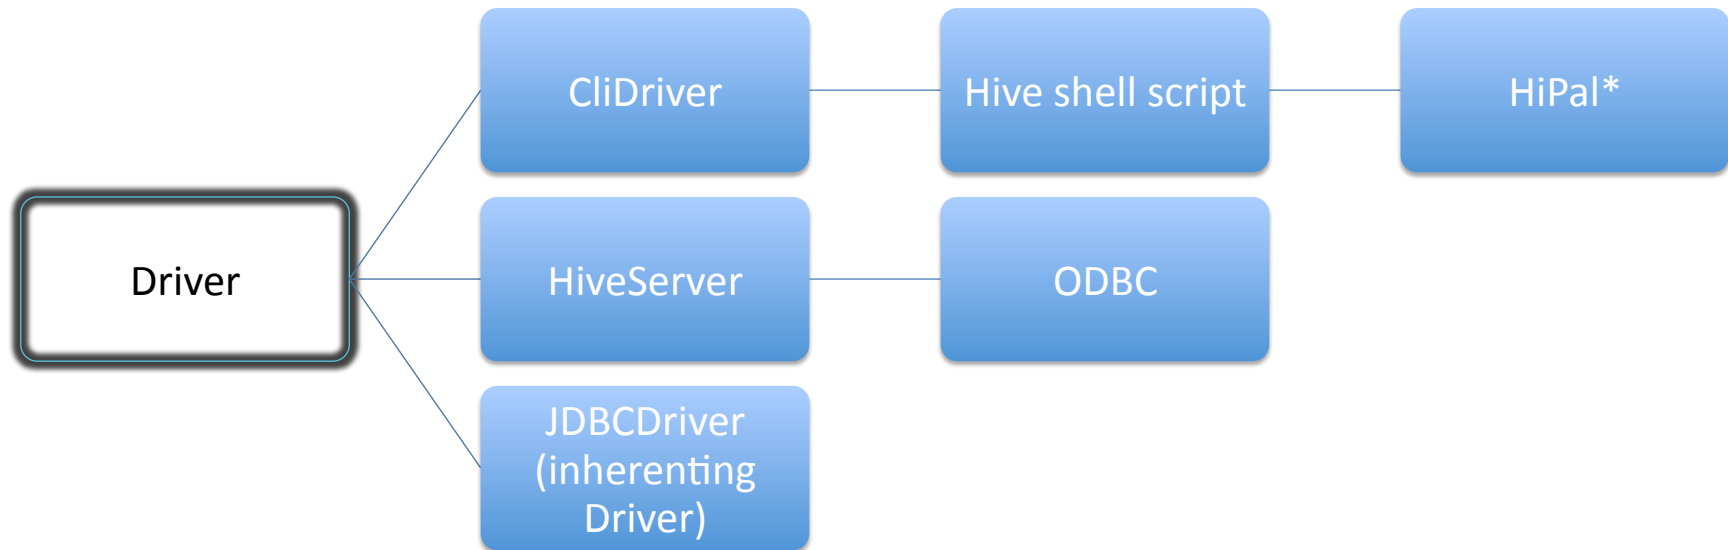 CliDriver
Hive shell script
HiPal*
Driver
HiveServer
ODBC
JDBCDriver
(inherenting
Driver)